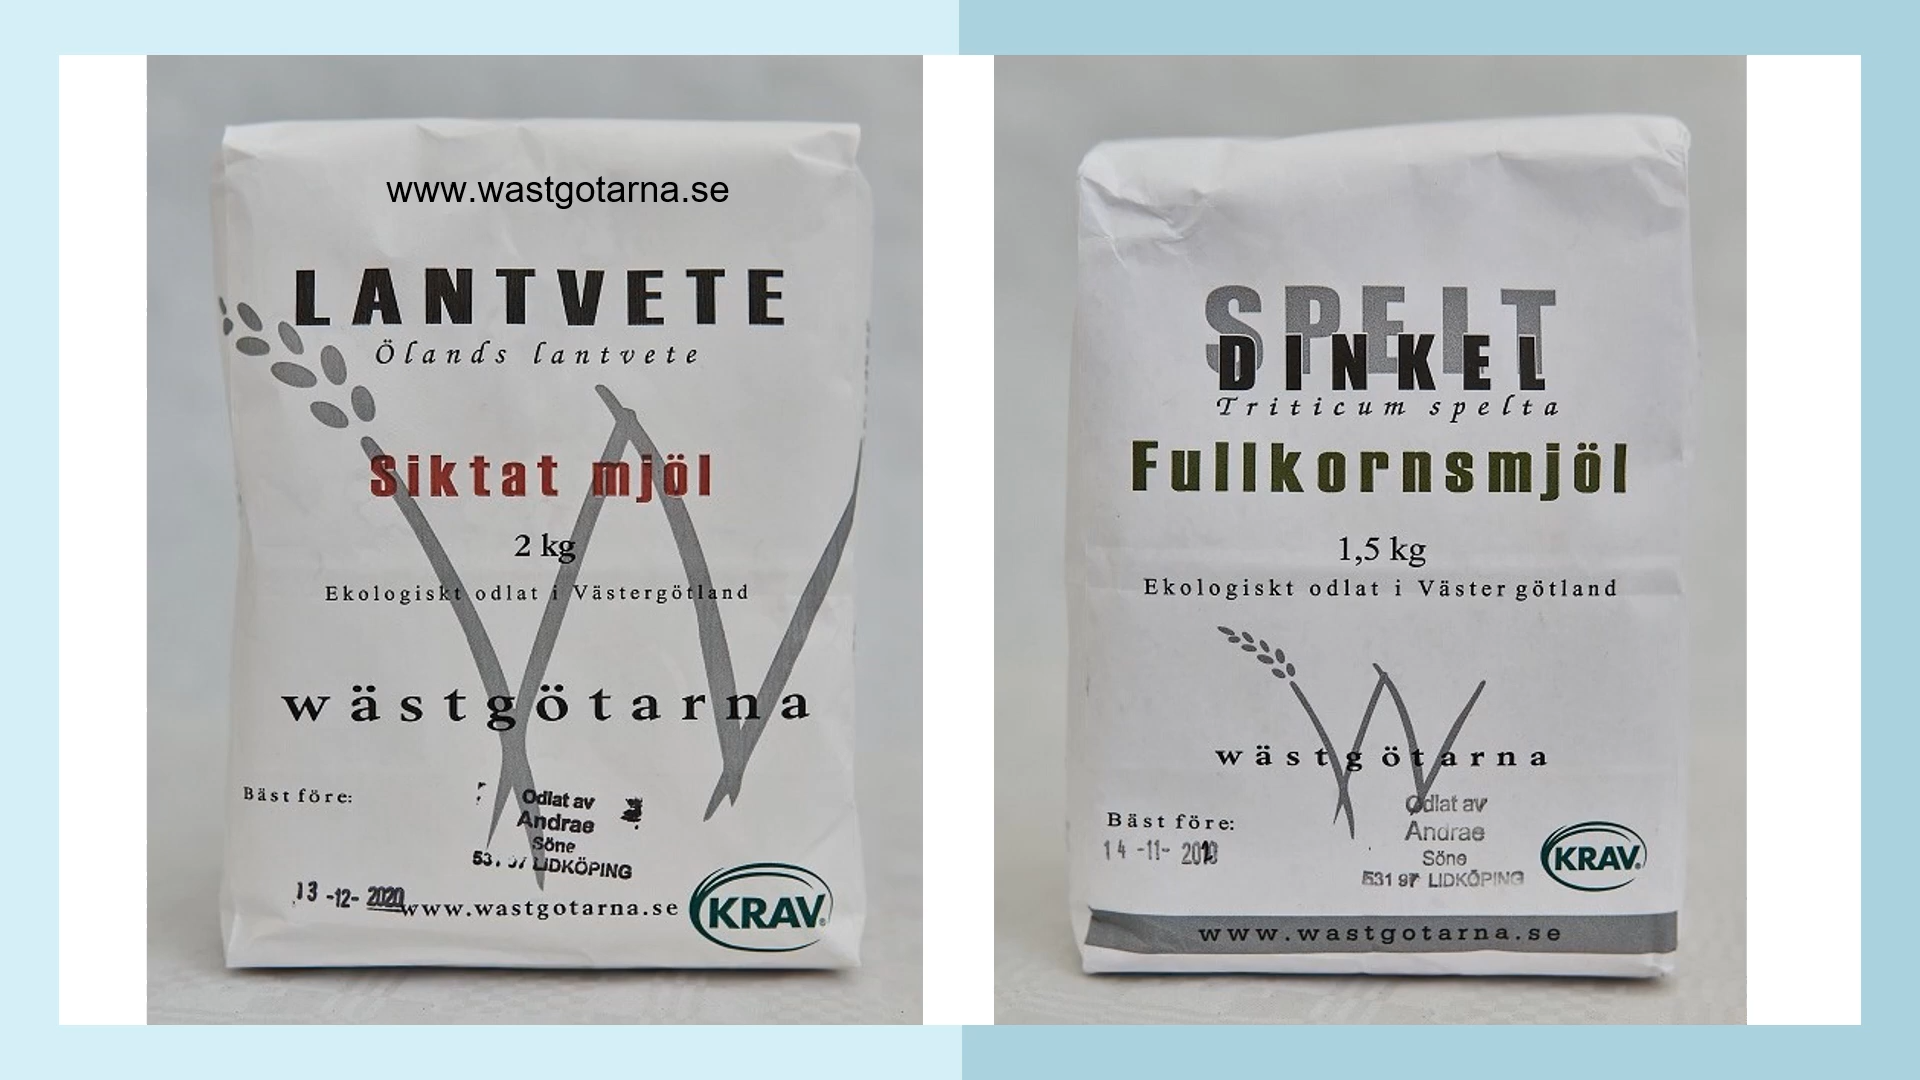 www.wastgotarna.se
LANTVETE
Ölands lantvete
Siktat mjöl
2 kg
Ekologiskt odlat i Västergötland
wästgötarna
Bäst före:
Odlat av
Andrae
Söne
LIDKÖPING
13 -12- 2020
www.wastgotarna.se
KRAV
SPELT
DINKEL
Triticum spelta
Fullkornsmjöl
1,5 kg
Ekologiskt odlat i Västergötland
wästgötarna
Bäst före:
14 -11-
Odlat av
Andrae
Söne
531 97 LIDKÖPING
KRAV
www.wastgotarna.se